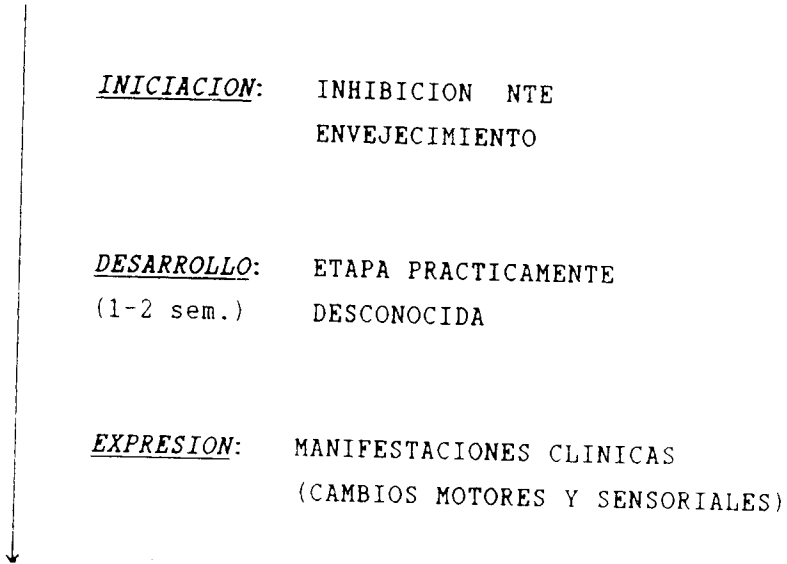 INICIACION: INHIBICION NTE
ENVEJECIMIENTO
DESARROLLO: ETAPA PRACTICAMENTE
(1-2 sem.) DESCONOCIDA
EXPRESION: MANIFESTACIONES CLINICAS
(CAMBIOS MOTORES Y SENSORIALES)